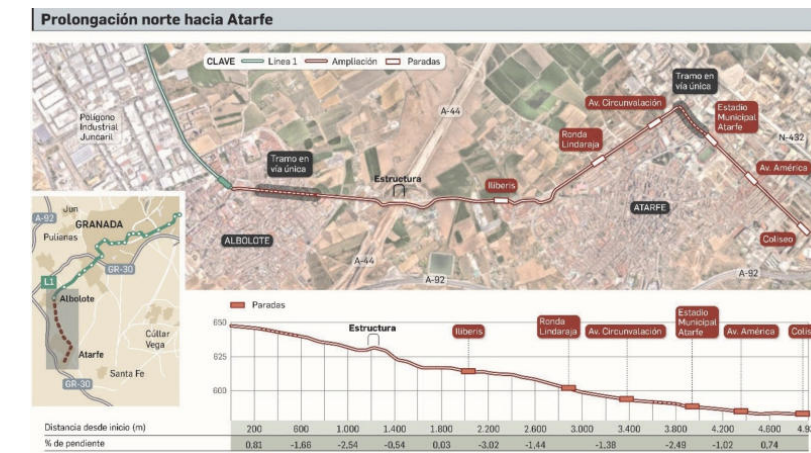 Prolongación norte hacia Atarfe
CLAVE Línea 1 Ampliación Paradas
Polígono
Industrial
Juncaril
A-44
Av. Circunvalación
Tramo en
vía única
Estadio
Municipal
Atarfe
N-432
Ronda
Lindaraja
Tramo en
vía única
Estructura
Iliberis
Av. América
ATARFE
ALBOLOTE
Coliseo
A-44
A-92
A-92
Jun
A-92
GRANADA
Pulianas
GR-30
L1
Albolote
Cúllar
Vega
Atarfe
Santa Fe
GR-30
Paradas
650
625
600
Estructura
Iliberis
Ronda
Lindaraja
Av. Circunvalación
Estadio
Municipal
Atarfe
Av. América
Colis
Distancia desde inicio (m) 200 600 1.000 1.400 1.800 2.200 2.600 3.000 3.400 3.800 4.200 4.600 4.9
% de pendiente 0,81 -1,66 -2,54 -0,54 0,03 -3,02 -1,44 -1,38 -2,49 -1,02 0,74